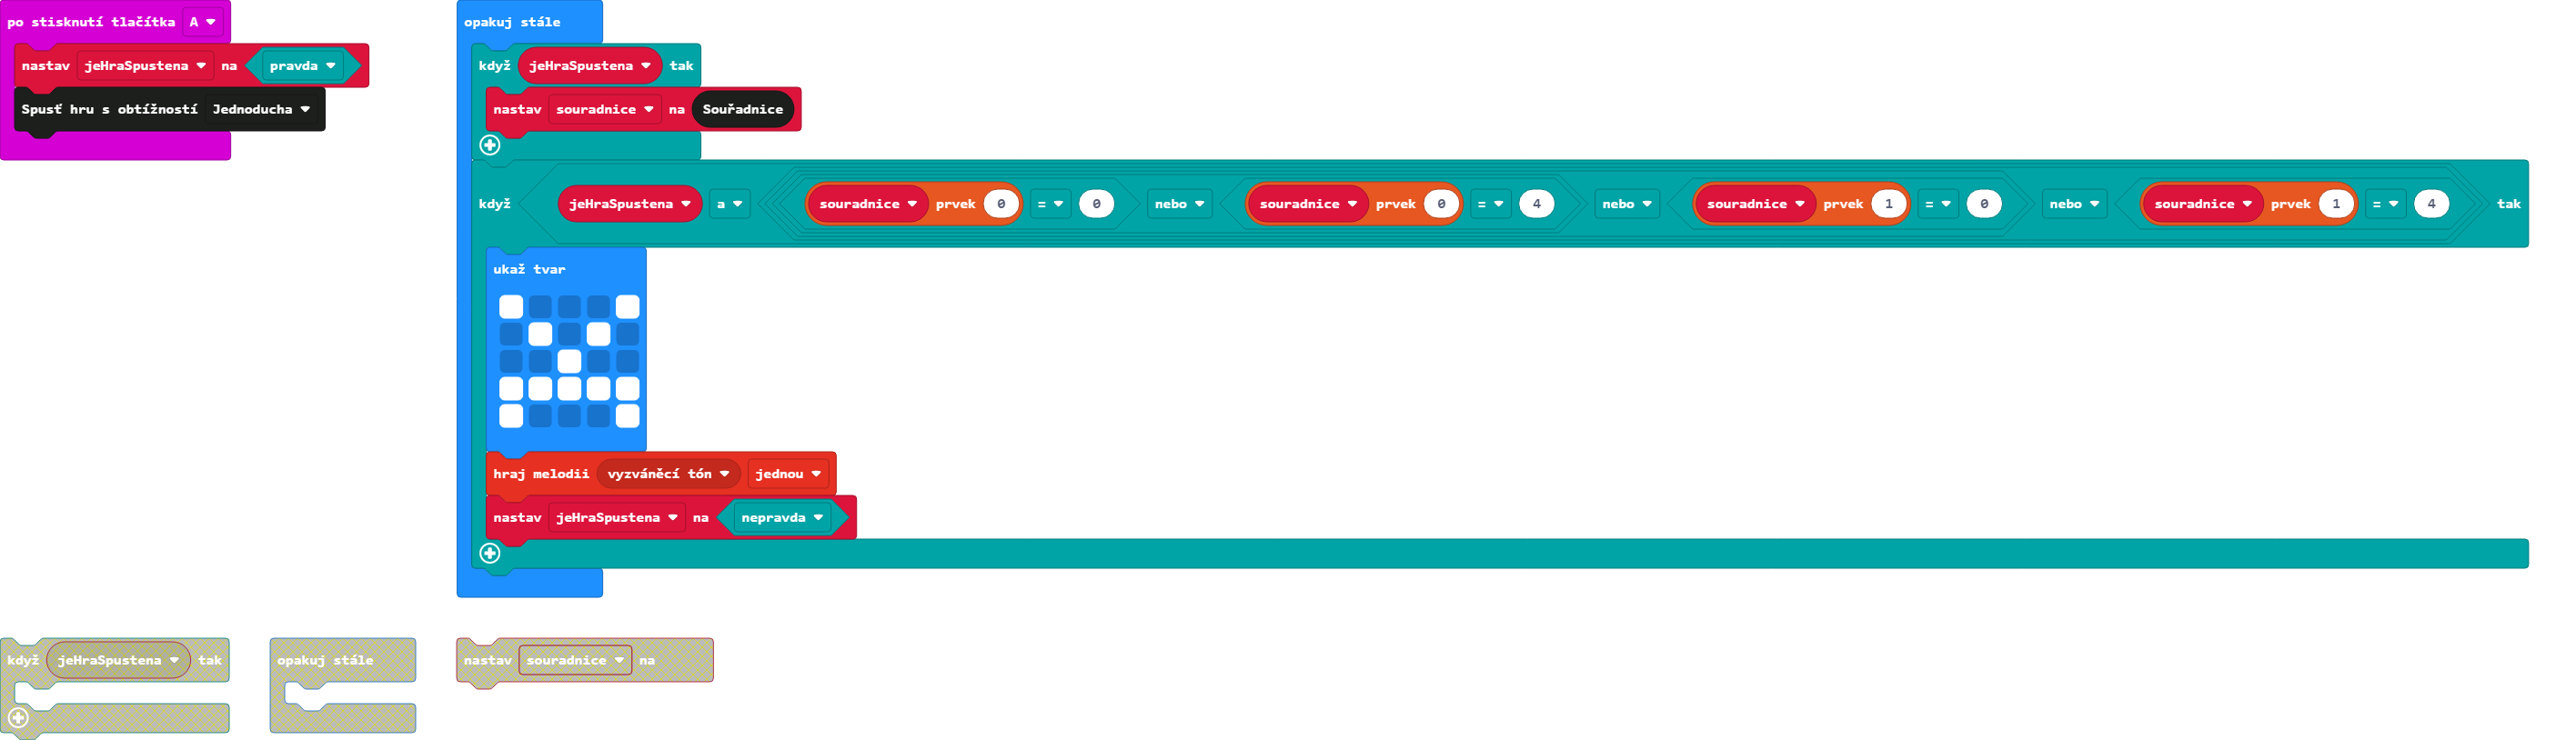 po stisknutí tlačítka A
nastav jeHraSpustena na pravda
Spusť hru s obtížností Jednoducha
opakuj stále
když jeHraSpustena tak
nastav souradnice na Souřadnice
když jeHraSpustena a souradnice prvek 0 = 0 nebo souradnice prvek 0 = 4 nebo souradnice prvek 1 = 0 nebo souradnice prvek 1 = 4 tak
ukaž tvar
hraj melodii vyzváněcí tón jednou
nastav jeHraSpustena na nepravda
když jeHraSpustena tak
opakuj stále
nastav souradnice na